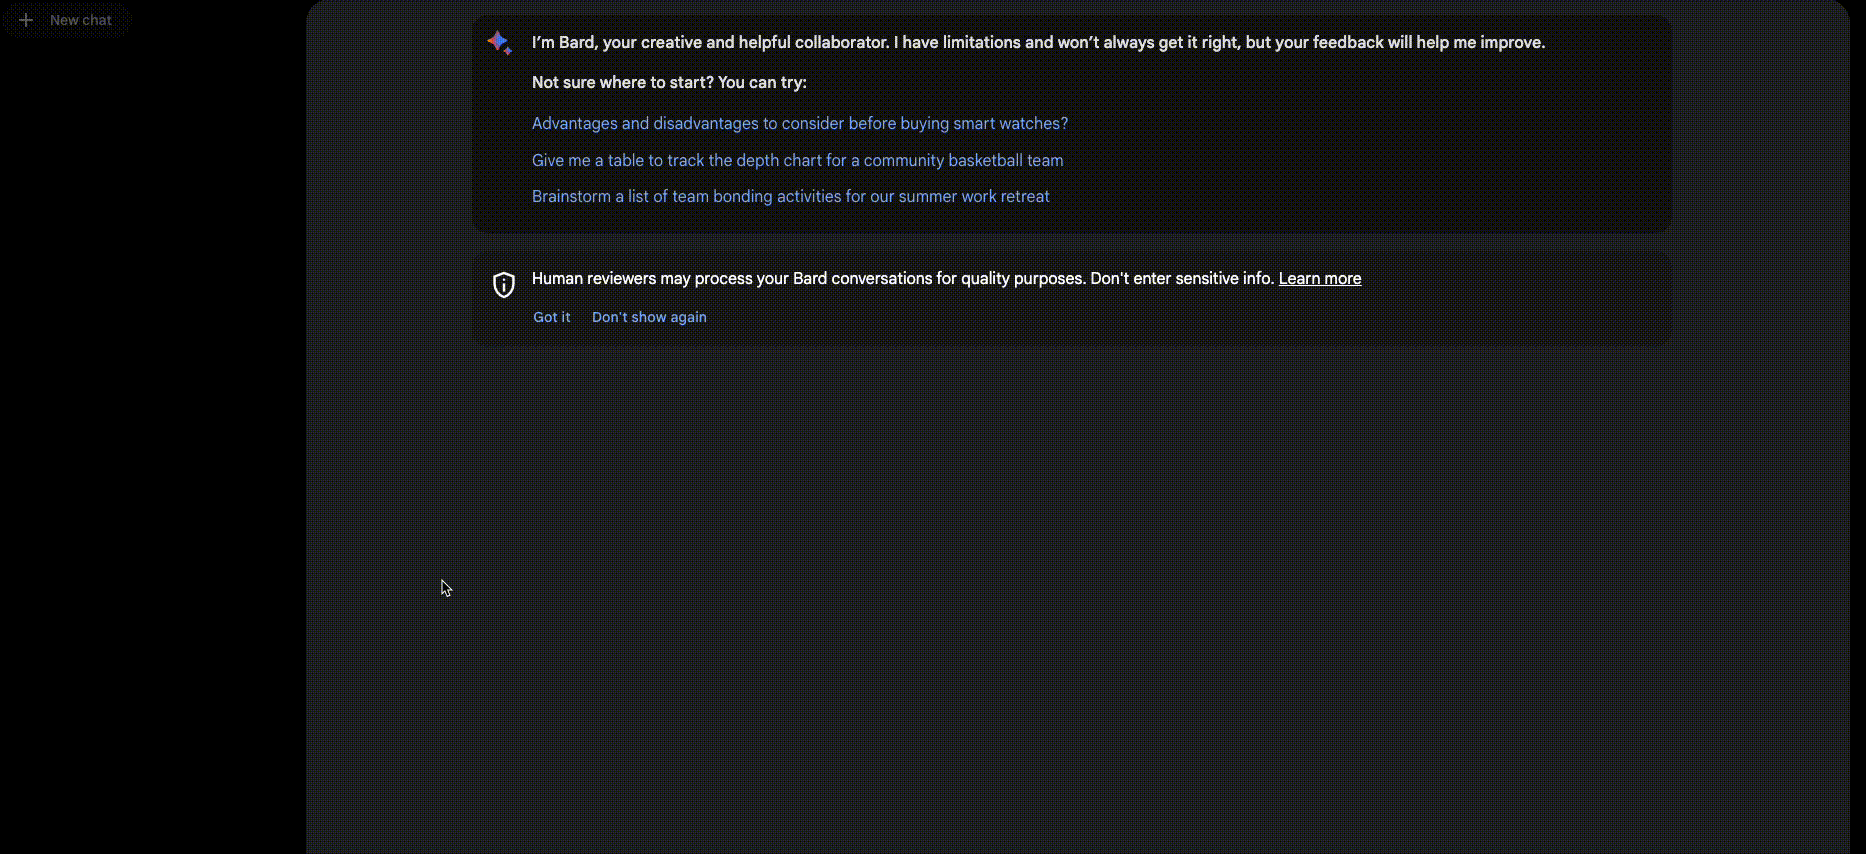 New chat
I’m Bard, your creative and helpful collaborator. I have limitations and won’t always get it right, but your feedback will help me improve.
Not sure where to start? You can try:
Advantages and disadvantages to consider before buying smart watches?
Give me a table to track the depth chart for a community basketball team
Brainstorm a list of team bonding activities for our summer work retreat
Human reviewers may process your Bard conversations for quality purposes. Don't enter sensitive info. Learn more
Got it Don't show again